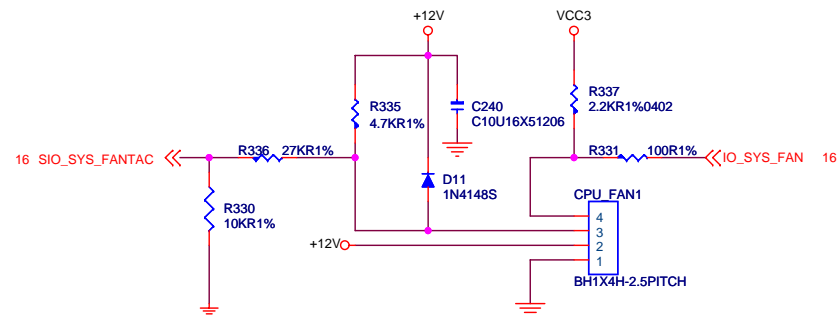 +12V
VCC3
R335
4.7KR1%
C240
C10U16X51206
R337
2.2KR1%0402
16 SIO_SYS_FANTAC
R336 27KR1%
R331 100R1%
IO_SYS_FAN 16
D11
1N4148S
R330
10KR1%
CPU_FAN1
4
3
+12V
2
1
BH1X4H-2.5PITCH